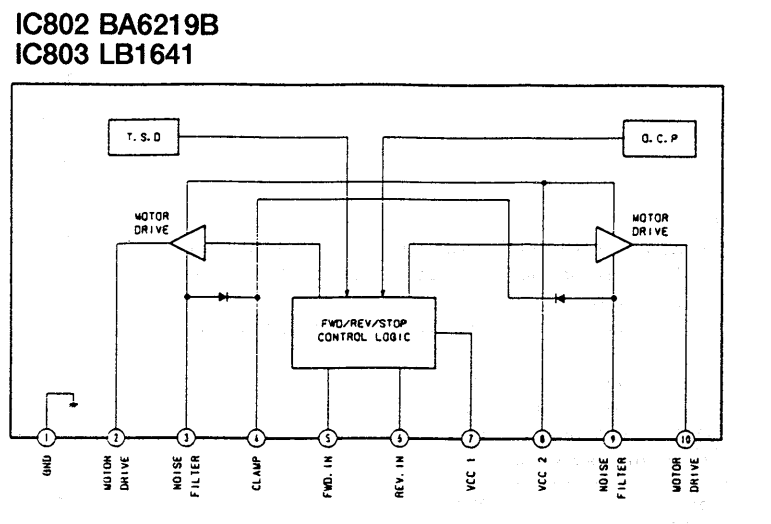 IC802 BA6219B
IC803 LB1641
T.S.D
O.C.P
MOTOR
DRIVE
MOTOR
DRIVE
FWD/REV/STOP
CONTROL LOGIC
1
2
3
4
5
6
7
8
9
10
GND
MOTOR
DRIVE
NOISE
FILTER
CLAMP
FWD.IN
REV.IN
VCC 1
VCC 2
NOISE
FILTER
MOTOR
DRIVE